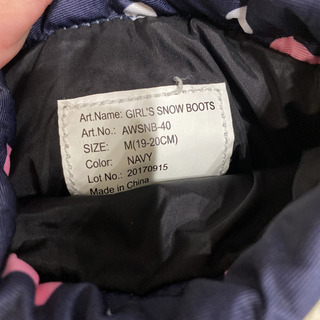 Art.Name: GIRL'S SNOW BOOTS
Art.No.: AWSNB-40
SIZE: M(19-20CM)
Color: NAVY
Lot No.: 20170915
Made in China